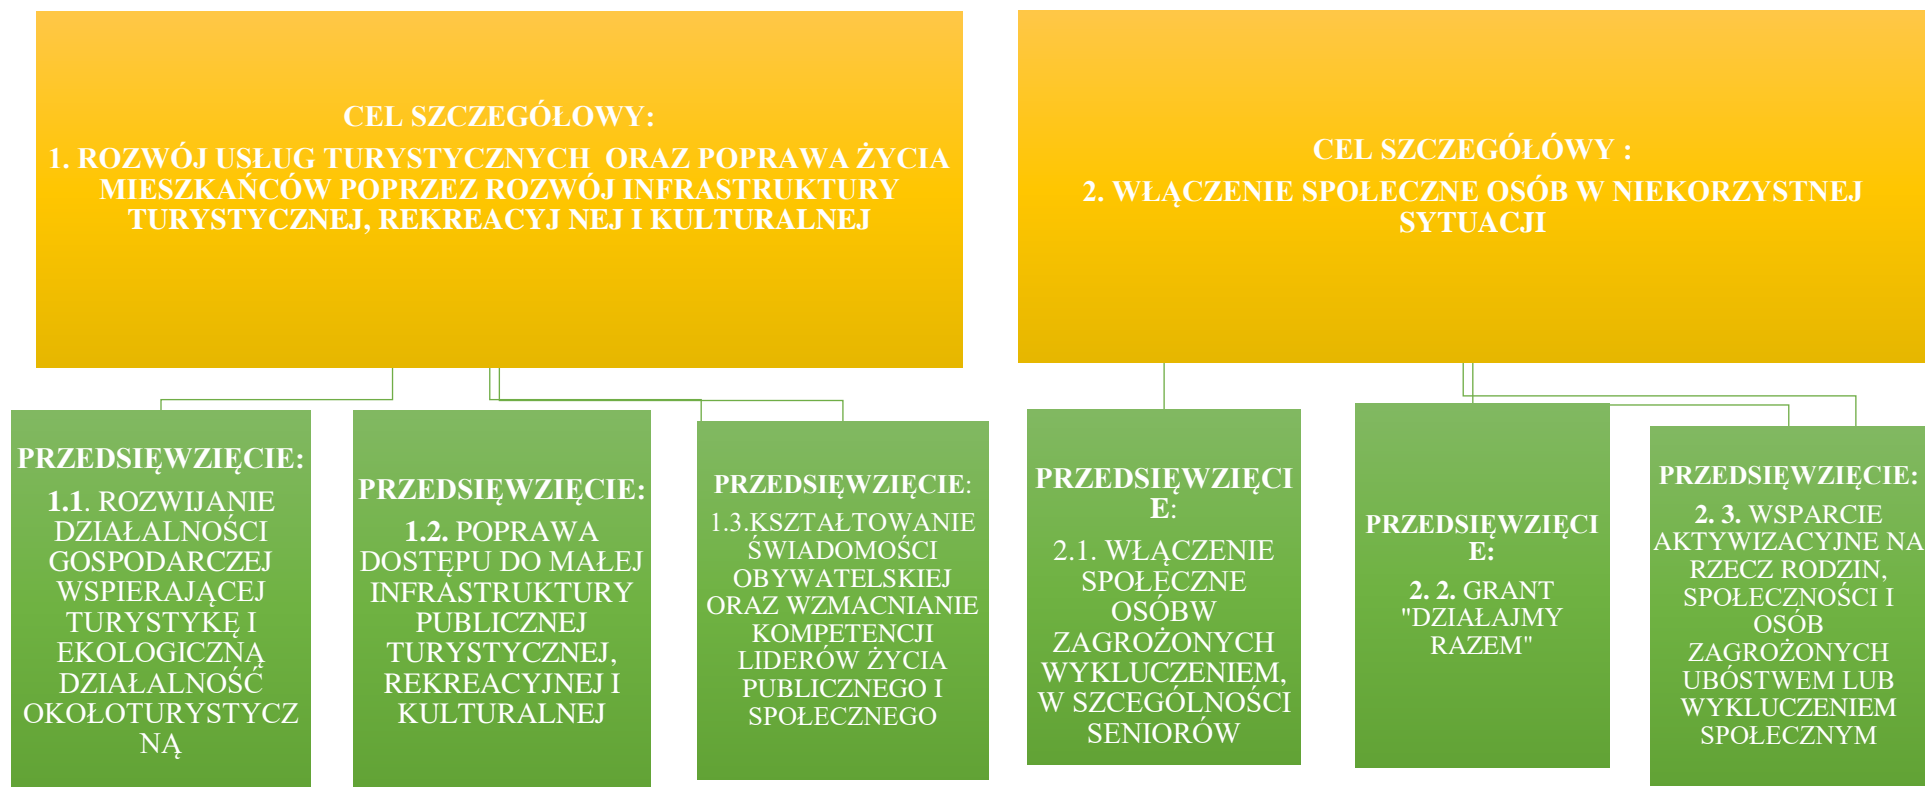 CEL SZCZEGÓŁOWY:
1. ROZWÓJ USŁUG TURYSTYCZNYCH  ORAZ POPRAWA ŻYCIA
MIESZKAŃCÓW POPRZEZ ROZWÓJ INFRASTRUKTURY
TURYSTYCZNEJ, REKREACYJ NEJ I KULTURALNEJ
CEL SZCZEGÓŁÓWY :
2. WŁĄCZENIE SPOŁECZNE OSÓB W NIEKORZYSTNEJ
SYTUACJI
PRZEDSIĘWZIĘCIE:
1.1. ROZWIJANIE
DZIAŁALNOŚCI
GOSPODARCZEJ
WSPIERAJĄCEJ
TURYSTYKĘ I
EKOLOGICZNĄ
DZIAŁALNOŚĆ
OKOŁOTURYSTYCZ
NĄ
PRZEDSIĘWZIĘCIE:
1.2. POPRAWA
DOSTĘPU DO MAŁEJ
INFRASTRUKTURY
PUBLICZNEJ
TURYSTYCZNEJ,
REKREACYJNEJ I
KULTURALNEJ
PRZEDSIĘWZIĘCIE:
1.3.KSZTAŁTOWANIE
ŚWIADOMOŚCI
OBYWATELSKIEJ
ORAZ WZMACNIANIE
KOMPETENCJI
LIDERÓW ŻYCIA
PUBLICZNEGO I
SPOŁECZNEGO
PRZEDSIĘWZIĘCI
E:
2.1. WŁĄCZENIE
SPOŁECZNE
OSÓBW
ZAGROŻONYCH
WYKLUCZENIEM,
W SZCEGÓLNOŚCI
SENIORÓW
PRZEDSIĘWZIĘCI
E:
2. 2. GRANT
"DZIAŁAJMY
RAZEM"
PRZEDSIĘWZIĘCIE:
2. 3. WSPARCIE
AKTYWIZACYJNE NA
RZECZ RODZIN,
SPOŁECZNOŚCI I
OSÓB
ZAGROŻONYCH
UBÓSTWEM LUB
WYKLUCZENIEM
SPOŁECZNYM